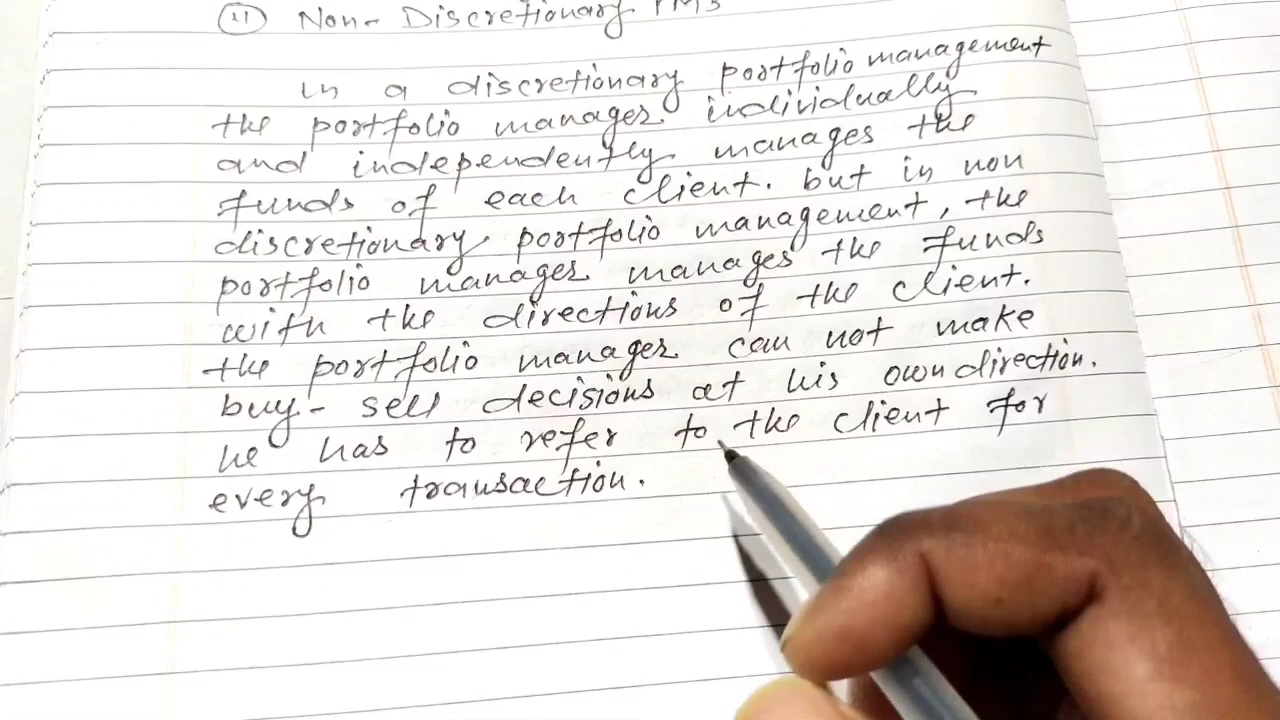 (11) Non- Discretionary PMS
In a discretionary portfolio management
the portfolio manager individually
and independently manages the
funds of each client. but in non
discretionary portfolio management, the
portfolio manager manages the funds
with the directions of the client.
the portfolio manager can not make
buy- sell decisions at his own direction.
he has to refer to the client for
every transaction.